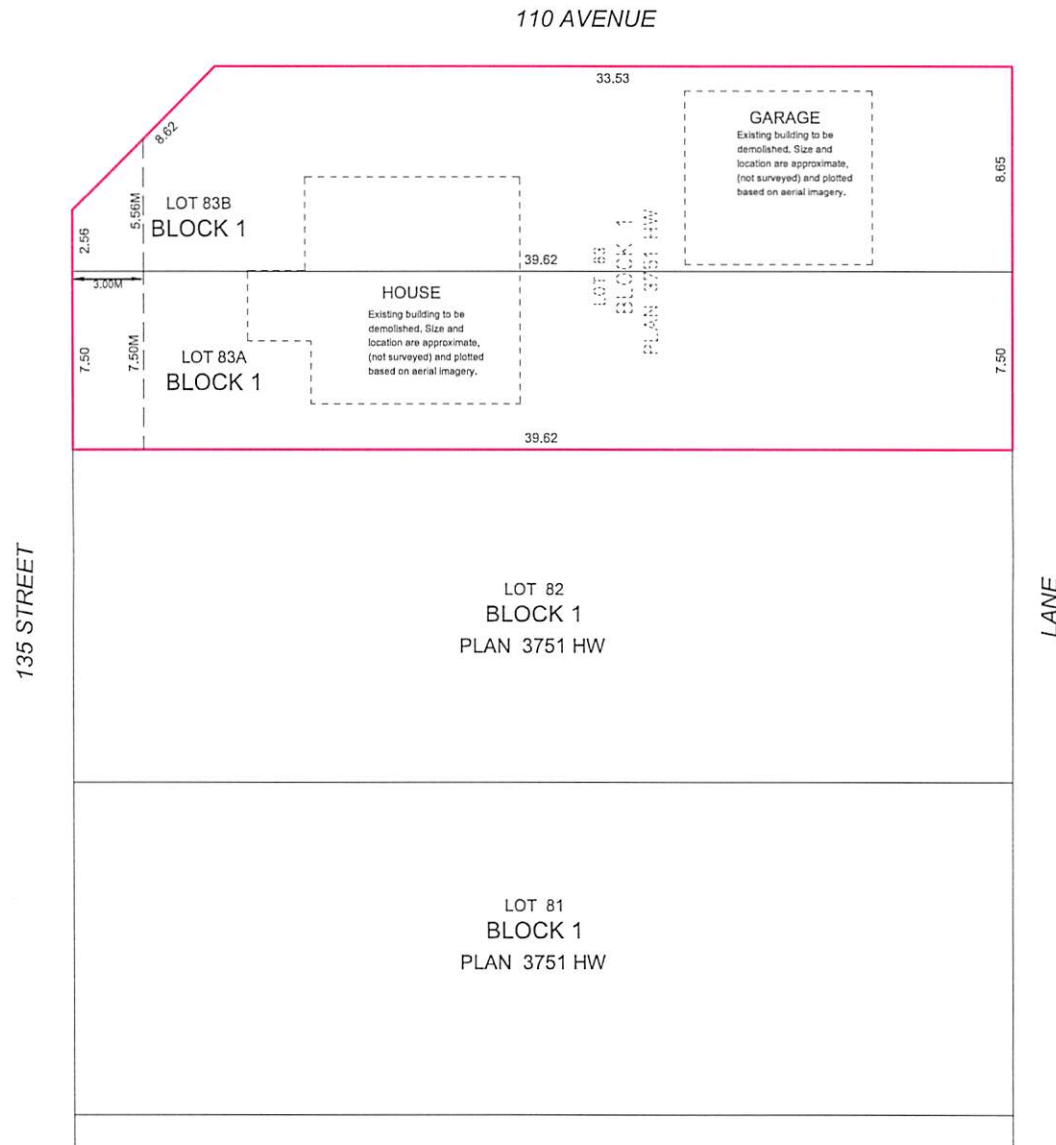 110 AVENUE
33.53
8.62
GARAGE
Existing building to be
demolished. Size and
location are approximate,
(not surveyed) and plotted
based on aerial imagery.
8.65
5.56M
LOT 83B
BLOCK 1
2.56
39.62
LOT 83
BLOCK 1
PLAN 3751 HW
3.00M
HOUSE
Existing building to be
demolished. Size and
location are approximate,
(not surveyed) and plotted
based on aerial imagery.
7.50
7.50M
LOT 83A
BLOCK 1
7.50
39.62
135 STREET
LOT 82
BLOCK 1
PLAN 3751 HW
LANE
LOT 81
BLOCK 1
PLAN 3751 HW